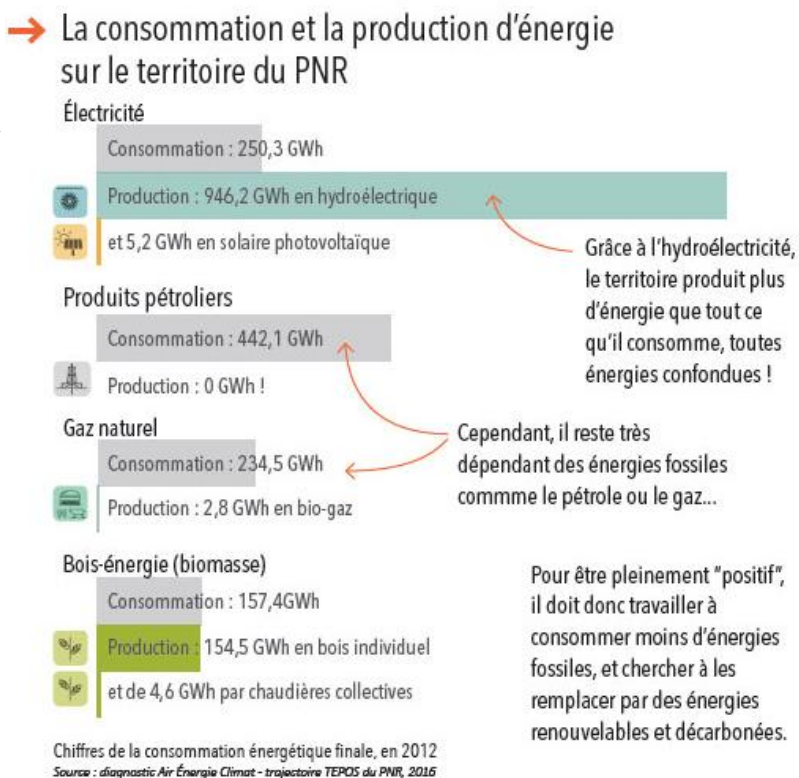 → La consommation et la production d’énergie
sur le territoire du PNR
Électricité
Consommation : 250,3 GWh
Production : 946,2 GWh en hydroélectrique
et 5,2 GWh en solaire photovoltaïque
Grâce à l’hydroélectricité,
le territoire produit plus
d’énergie que tout ce
qu’il consomme, toutes
énergies confondues !
Produits pétroliers
Consommation : 442,1 GWh
Production : 0 GWh !
Gaz naturel
Consommation : 234,5 GWh
Production : 2,8 GWh en bio-gaz
Cependant, il reste très
dépendant des énergies fossiles
commme le pétrole ou le gaz...
Bois-énergie (biomasse)
Consommation : 157,4GWh
Production : 154,5 GWh en bois individuel
et de 4,6 GWh par chaudières collectives
Pour être pleinement "positif",
il doit donc travailler à
consommer moins d’énergies
fossiles, et chercher à les
remplacer par des énergies
renouvelables et décarbonées.
Chiffres de la consommation énergétique finale, en 2012
Source : diagnostic Air Énergie Climat - trajectoire TEPOS du PNR, 2016